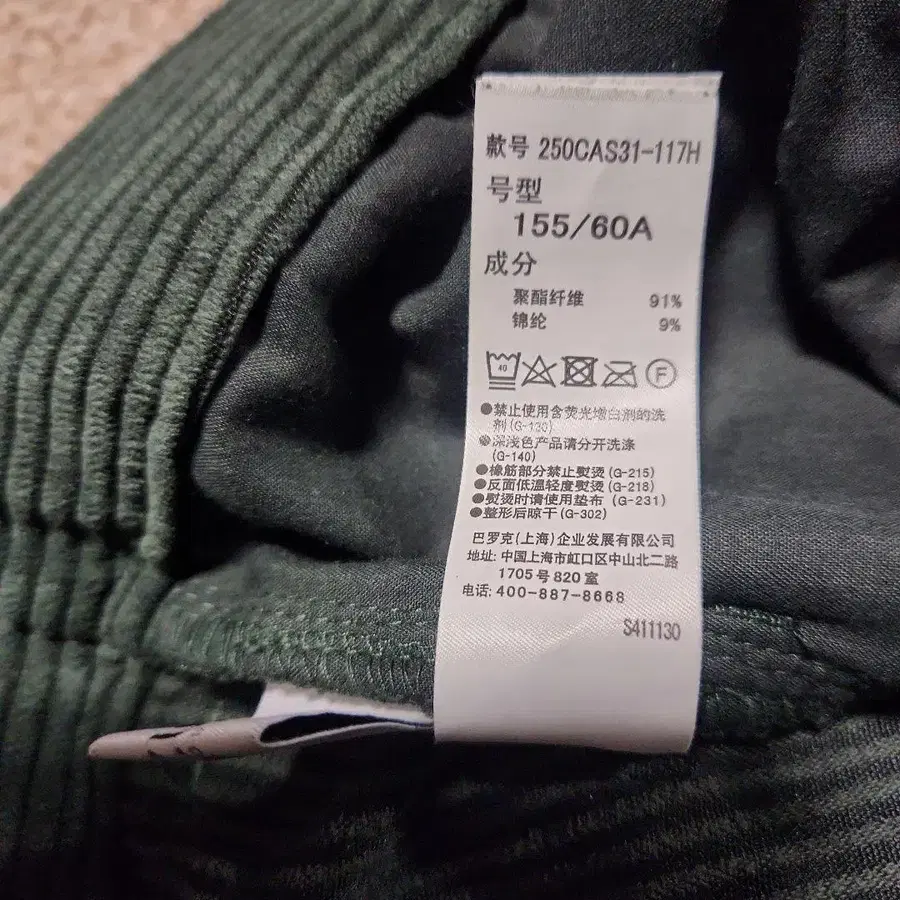 款号 250CAS31-117H
号型
155/60A
成分
聚酯纤维 91%
锦纶 9%
40
F
●禁止使用含荧光增白剂的洗
剂(G-130)
●深浅色产品请分开洗涤
(G-140)
●橡筋部分禁止熨烫(G-215)
●反面低温轻度熨烫(G-218)
●熨烫时请使用垫布(G-231)
●整形后晾干(G-302)
巴罗克(上海)企业发展有限公司
地址: 中国上海市虹口区中山北二路
1705号820室
电话: 400-887-8668
S411130